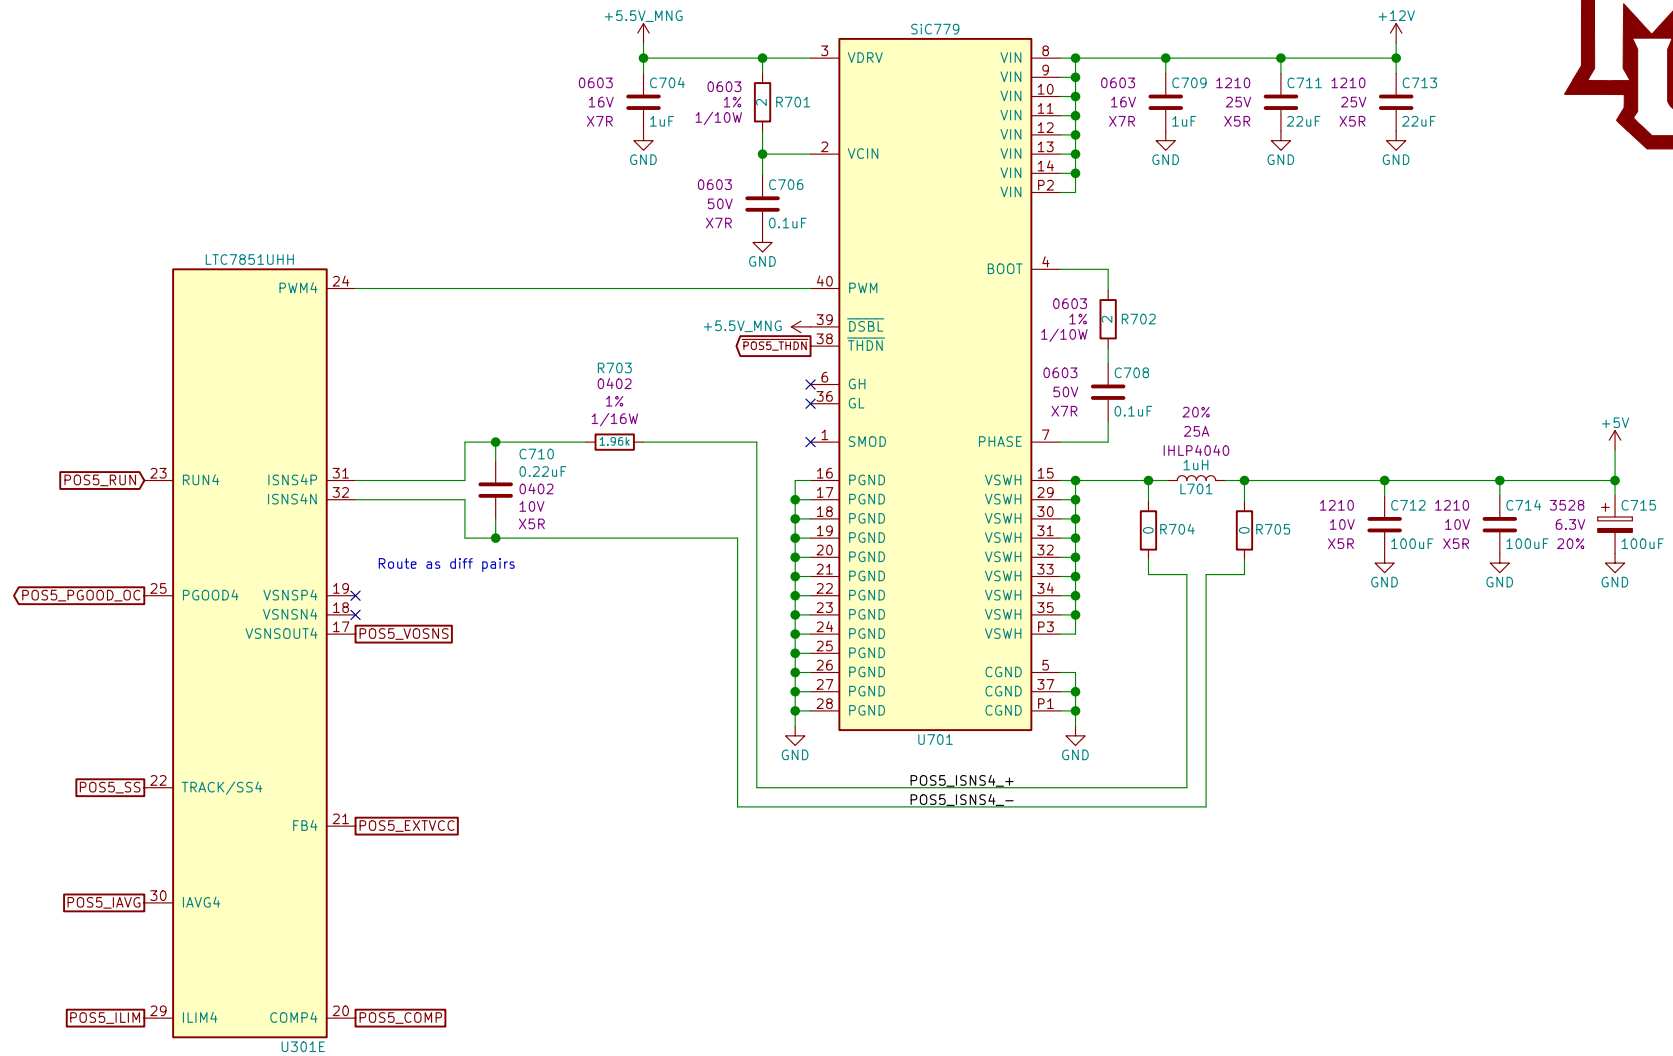 +5.5V_MNG
SiC779
+12V
3
VDRV
VIN
8
VIN
9
VIN
10
VIN
11
VIN
12
VIN
13
VIN
14
VIN
P2
0603
16V
X7R
C704
1uF
GND
0603
1%
1/10W
2
R701
2
VCIN
0603
50V
X7R
C706
0.1uF
GND
0603
16V
X7R
C709
1uF
GND
1210
25V
X5R
C711
22uF
GND
1210
25V
X5R
C713
22uF
GND
LTC7851UHH
PWM4
24
40
PWM
BOOT
4
+5.5V_MNG
39
DSBL
POS5_THDN
38
THDN
6
GH
36
GL
1
SMOD
PHASE
7
0603
1%
1/10W
2
R702
0603
50V
X7R
C708
0.1uF
R703
0402
1%
1/16W
1.96k
C710
0.22uF
0402
10V
X5R
Route as diff pairs
20%
25A
IHLP4040
1uH
L701
+5V
POS5_RUN
23
RUN4
ISNS4P
31
ISNS4N
32
POS5_PGOOD_OC
25
PGOOD4
VSNSP4
19
VSNSN4
18
VSNSOUT4
17
POS5_VOSNS
16
PGND
17
PGND
18
PGND
19
PGND
20
PGND
21
PGND
22
PGND
23
PGND
24
PGND
25
PGND
26
PGND
27
PGND
28
PGND
GND
VSWH
15
VSWH
29
VSWH
30
VSWH
31
VSWH
32
VSWH
33
VSWH
34
VSWH
35
VSWH
P3
CGND
5
CGND
37
CGND
P1
GND
U701
0
R704
0
R705
1210
10V
X5R
C712
100uF
GND
1210
10V
X5R
C714
100uF
GND
3528
6.3V
20%
+
C715
100uF
GND
POS5_ISNS4_+
POS5_ISNS4_-
POS5_SS
22
TRACK/SS4
FB4
21
POS5_EXTVCC
POS5_IAVG
30
IAVG4
POS5_ILIM
29
ILIM4
COMP4
20
POS5_COMP
U301E